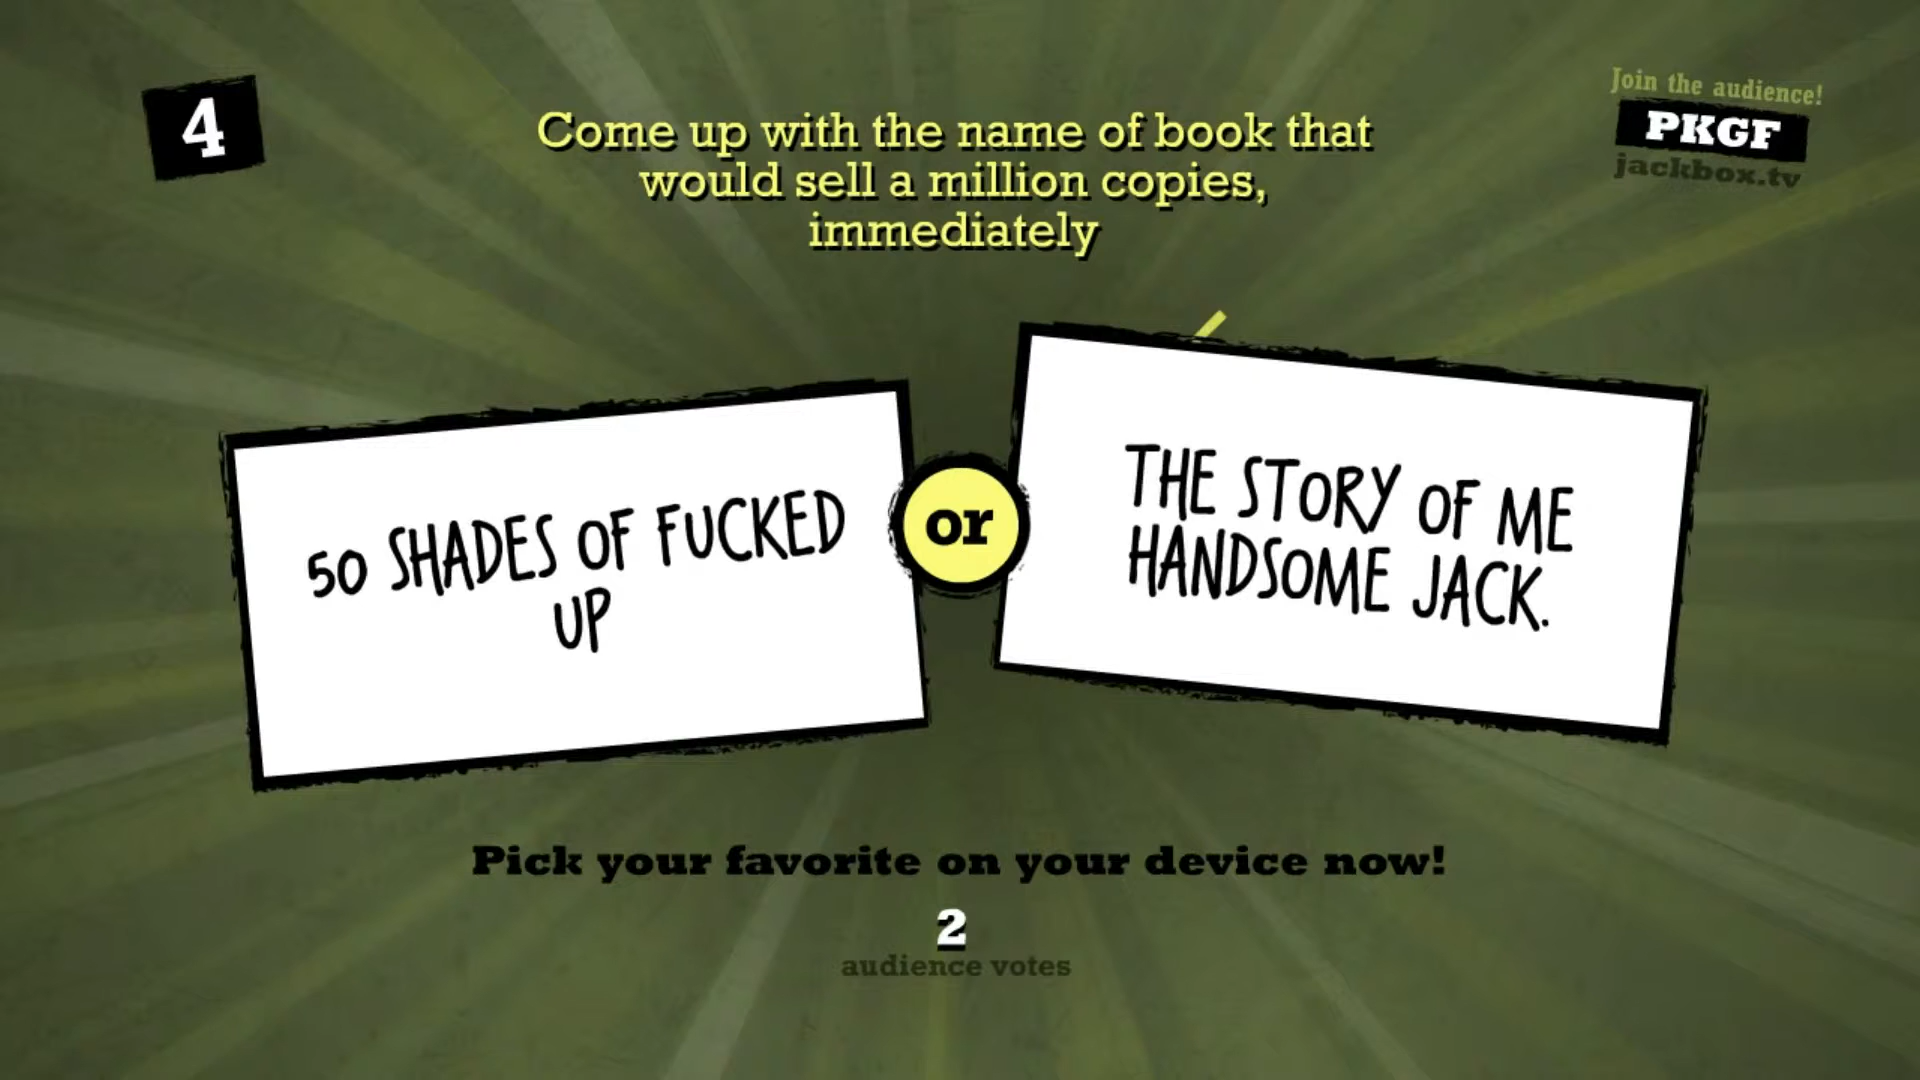 4
Come up with the name of book that
would sell a million copies,
immediately
Join the audience!
PKGF
jackbox.tv
50 SHADES OF FUCKED
UP
or
THE STORY OF ME
HANDSOME JACK.
Pick your favorite on your device now!
2
audience votes